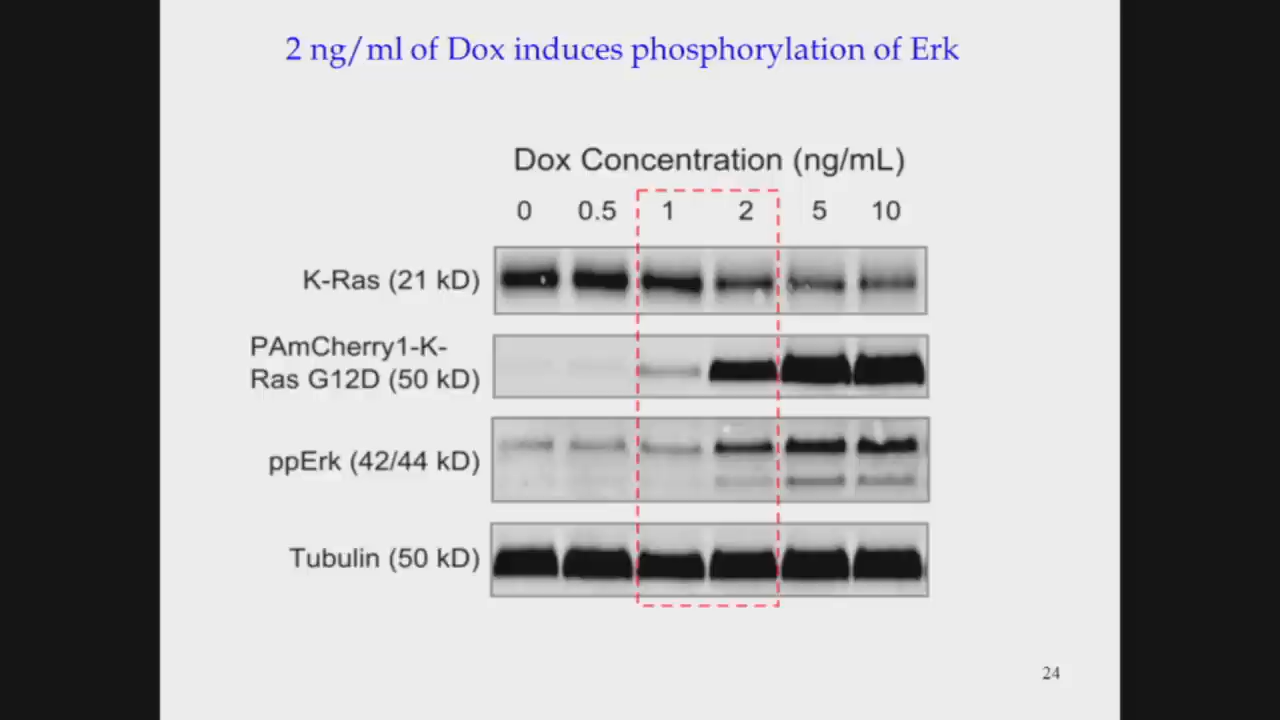 2 ng/ml of Dox induces phosphorylation of Erk
Dox Concentration (ng/mL)
0 0.5 1 2 5 10
K-Ras (21 kD)
PAmCherry1-K-
Ras G12D (50 kD)
ppErk (42/44 kD)
Tubulin (50 kD)
24